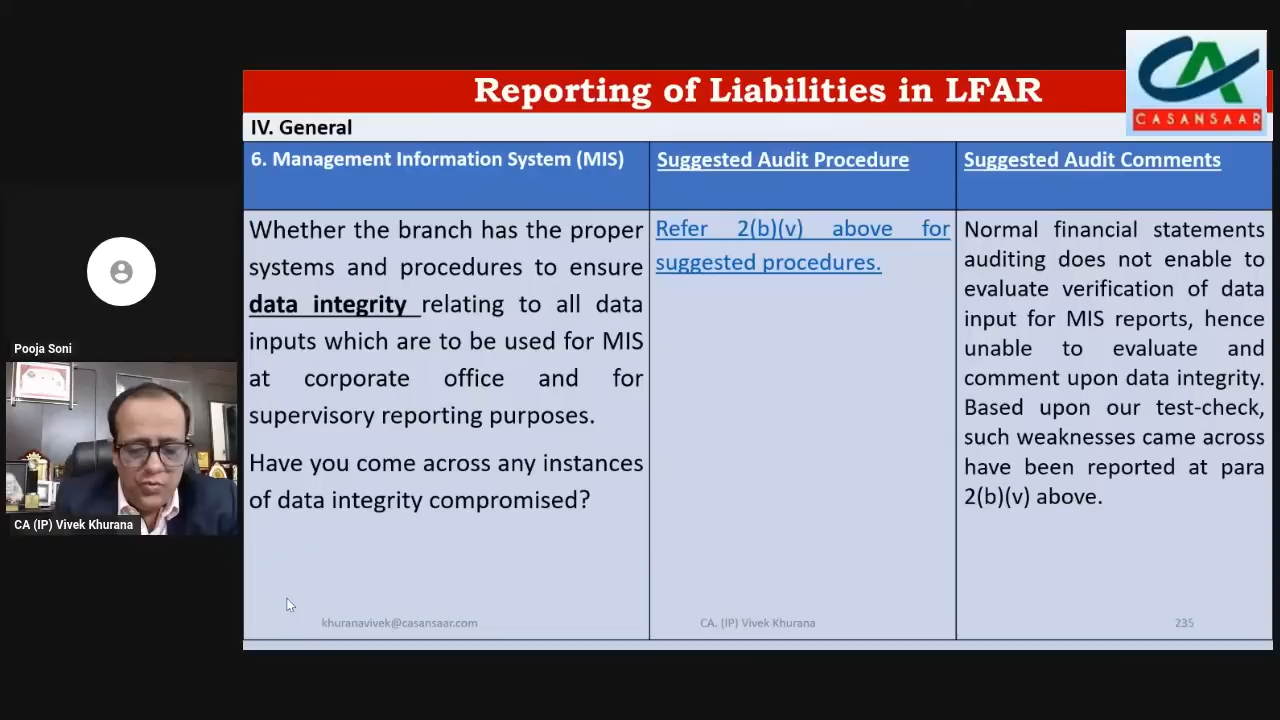 Reporting of Liabilities in LFAR
CASANSAAR
IV. General
6. Management Information System (MIS)
Suggested Audit Procedure
Suggested Audit Comments
Whether the branch has the proper
systems and procedures to ensure
data integrity relating to all data
inputs which are to be used for MIS
at corporate office and for
supervisory reporting purposes.
Have you come across any instances
of data integrity compromised?
Refer 2(b)(v) above for
suggested procedures.
Normal financial statements
auditing does not enable to
evaluate verification of data
input for MIS reports, hence
unable to evaluate and
comment upon data integrity.
Based upon our test-check,
such weaknesses came across
have been reported at para
2(b)(v) above.
khuranavivek@casansaar.com
CA. (IP) Vivek Khurana
235
Pooja Soni
CA (IP) Vivek Khurana